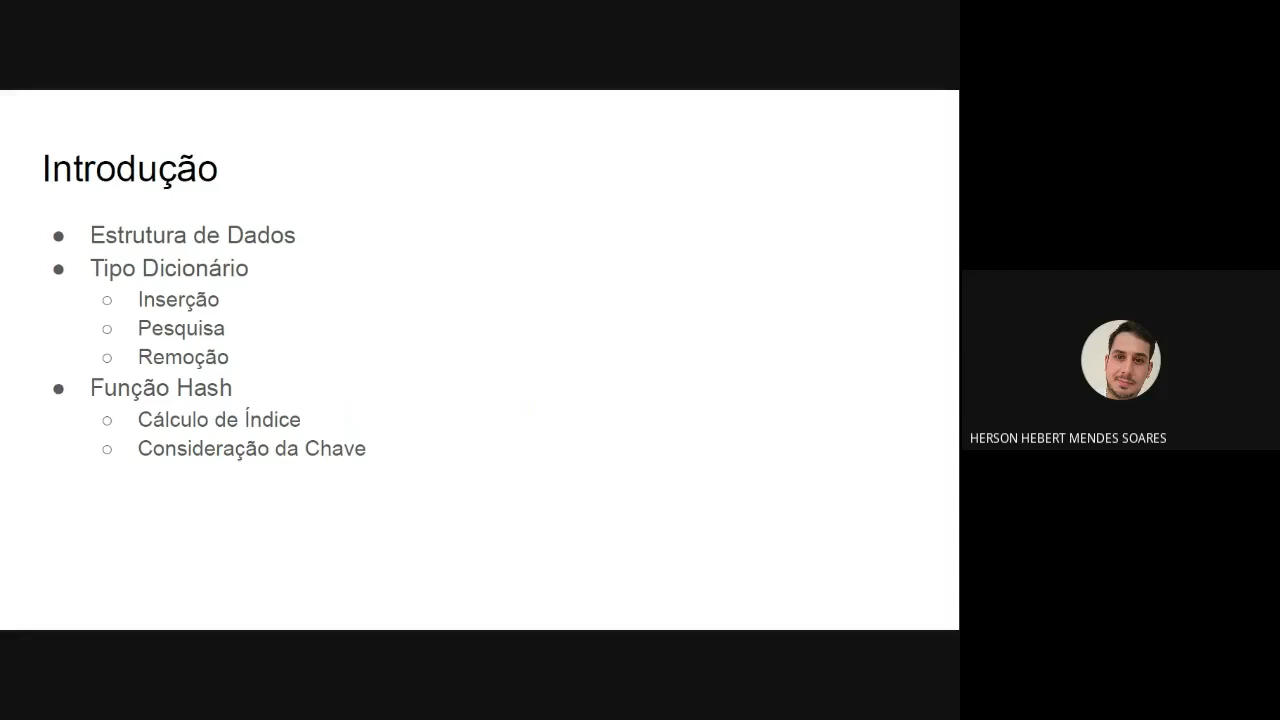 Introdução
● Estrutura de Dados
● Tipo Dicionário
○ Inserção
○ Pesquisa
○ Remoção
● Função Hash
○ Cálculo de Índice
○ Consideração da Chave
HERSON HEBERT MENDES SOARES